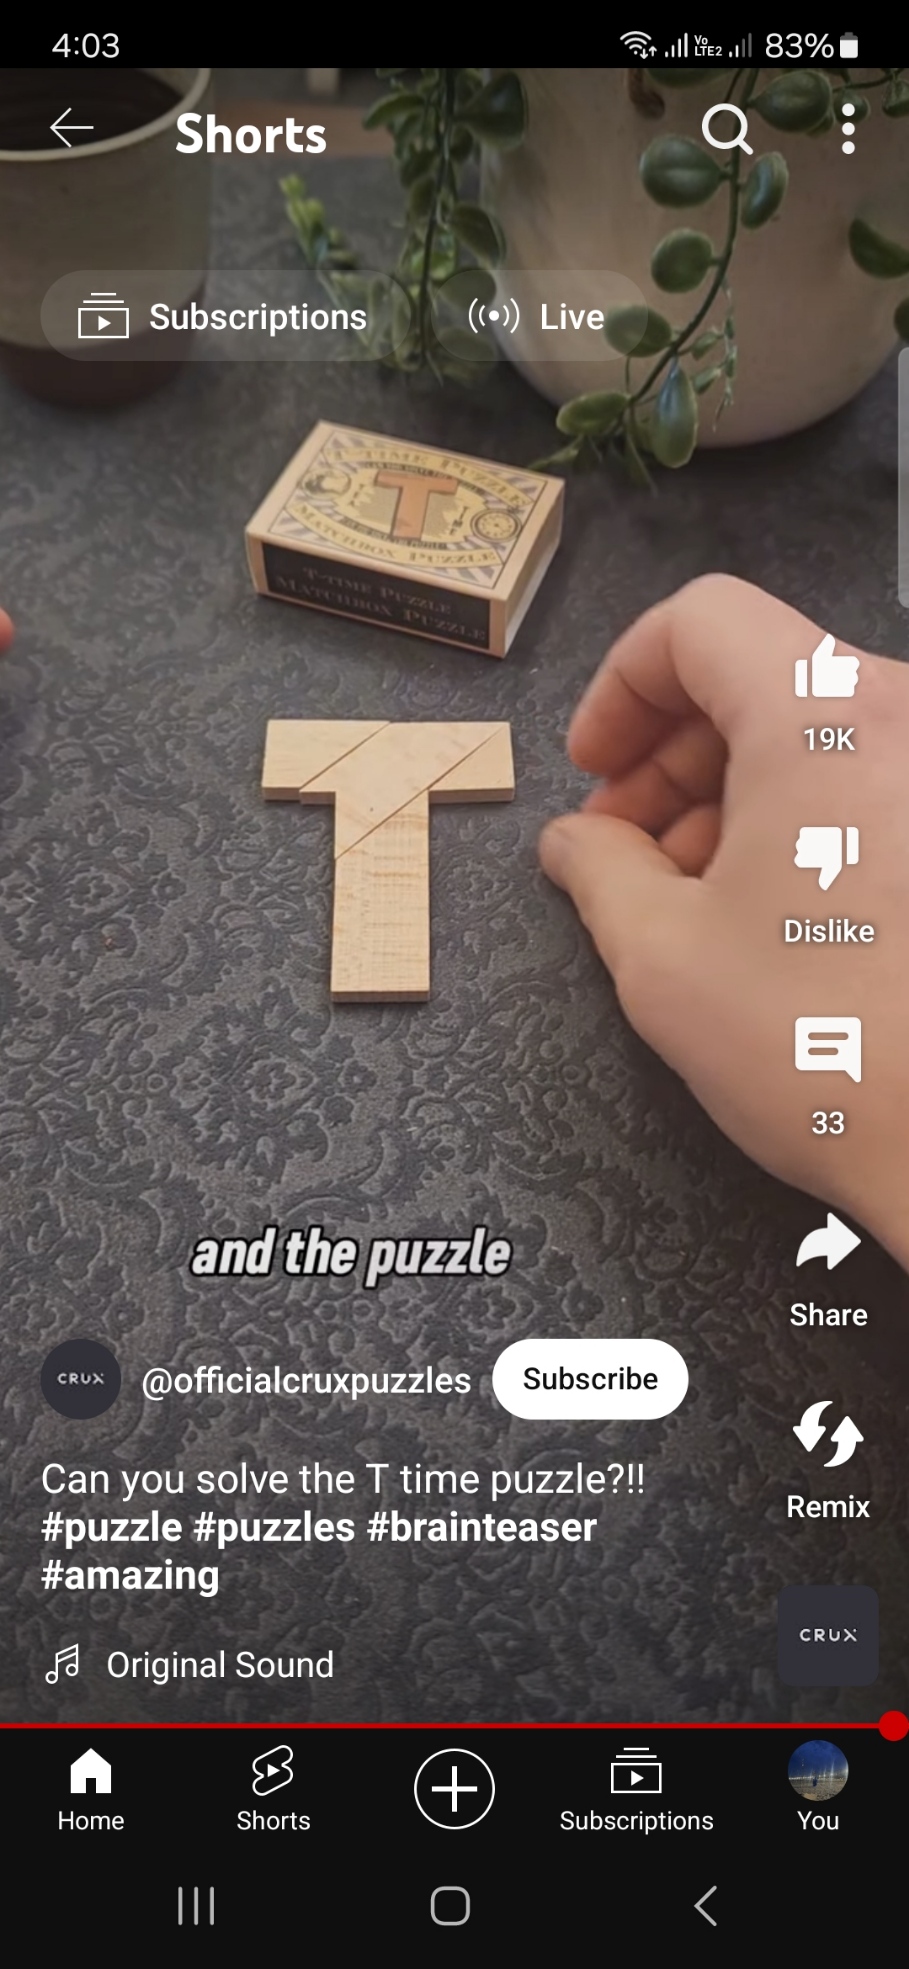 4:03
Vo
LTE2
83%
Shorts
Subscriptions
Live
T-TIME PUZZLE
MATCHBOX PUZZLE
T-TIME PUZZLE
MATCHBOX PUZZLE
19K
Dislike
33
and the puzzle
Share
CRUX
@officialcruxpuzzles
Subscribe
Can you solve the T time puzzle?!!
#puzzle #puzzles #brainteaser
#amazing
Remix
CRUX
Original Sound
Home
Shorts
Subscriptions
You